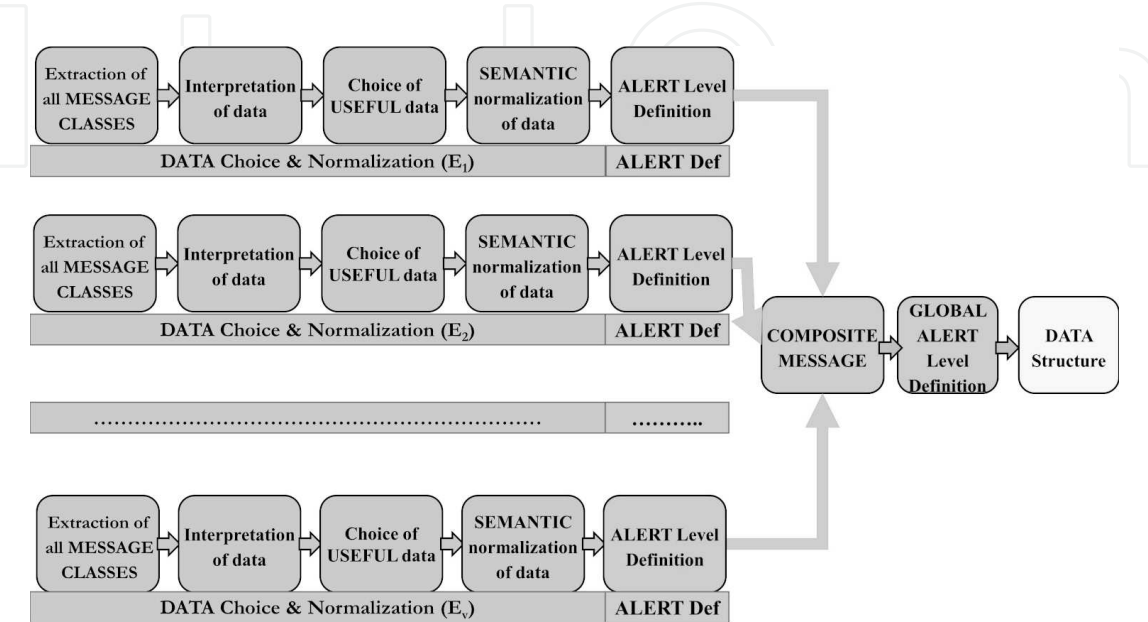 Extraction of
all MESSAGE
CLASSES
Interpretation
of data
Choice of
USEFUL data
SEMANTIC
normalization
of data
ALERT Level
Definition
DATA Choice & Normalization (E₁)
ALERT Def
Extraction of
all MESSAGE
CLASSES
Interpretation
of data
Choice of
USEFUL data
SEMANTIC
normalization
of data
ALERT Level
Definition
DATA Choice & Normalization (E₂)
ALERT Def
COMPOSITE
MESSAGE
GLOBAL
ALERT
Level
Definition
DATA
Structure
..................................................................
...........
Extraction of
all MESSAGE
CLASSES
Interpretation
of data
Choice of
USEFUL data
SEMANTIC
normalization
of data
ALERT Level
Definition
DATA Choice & Normalization (Eᵥ)
ALERT Def